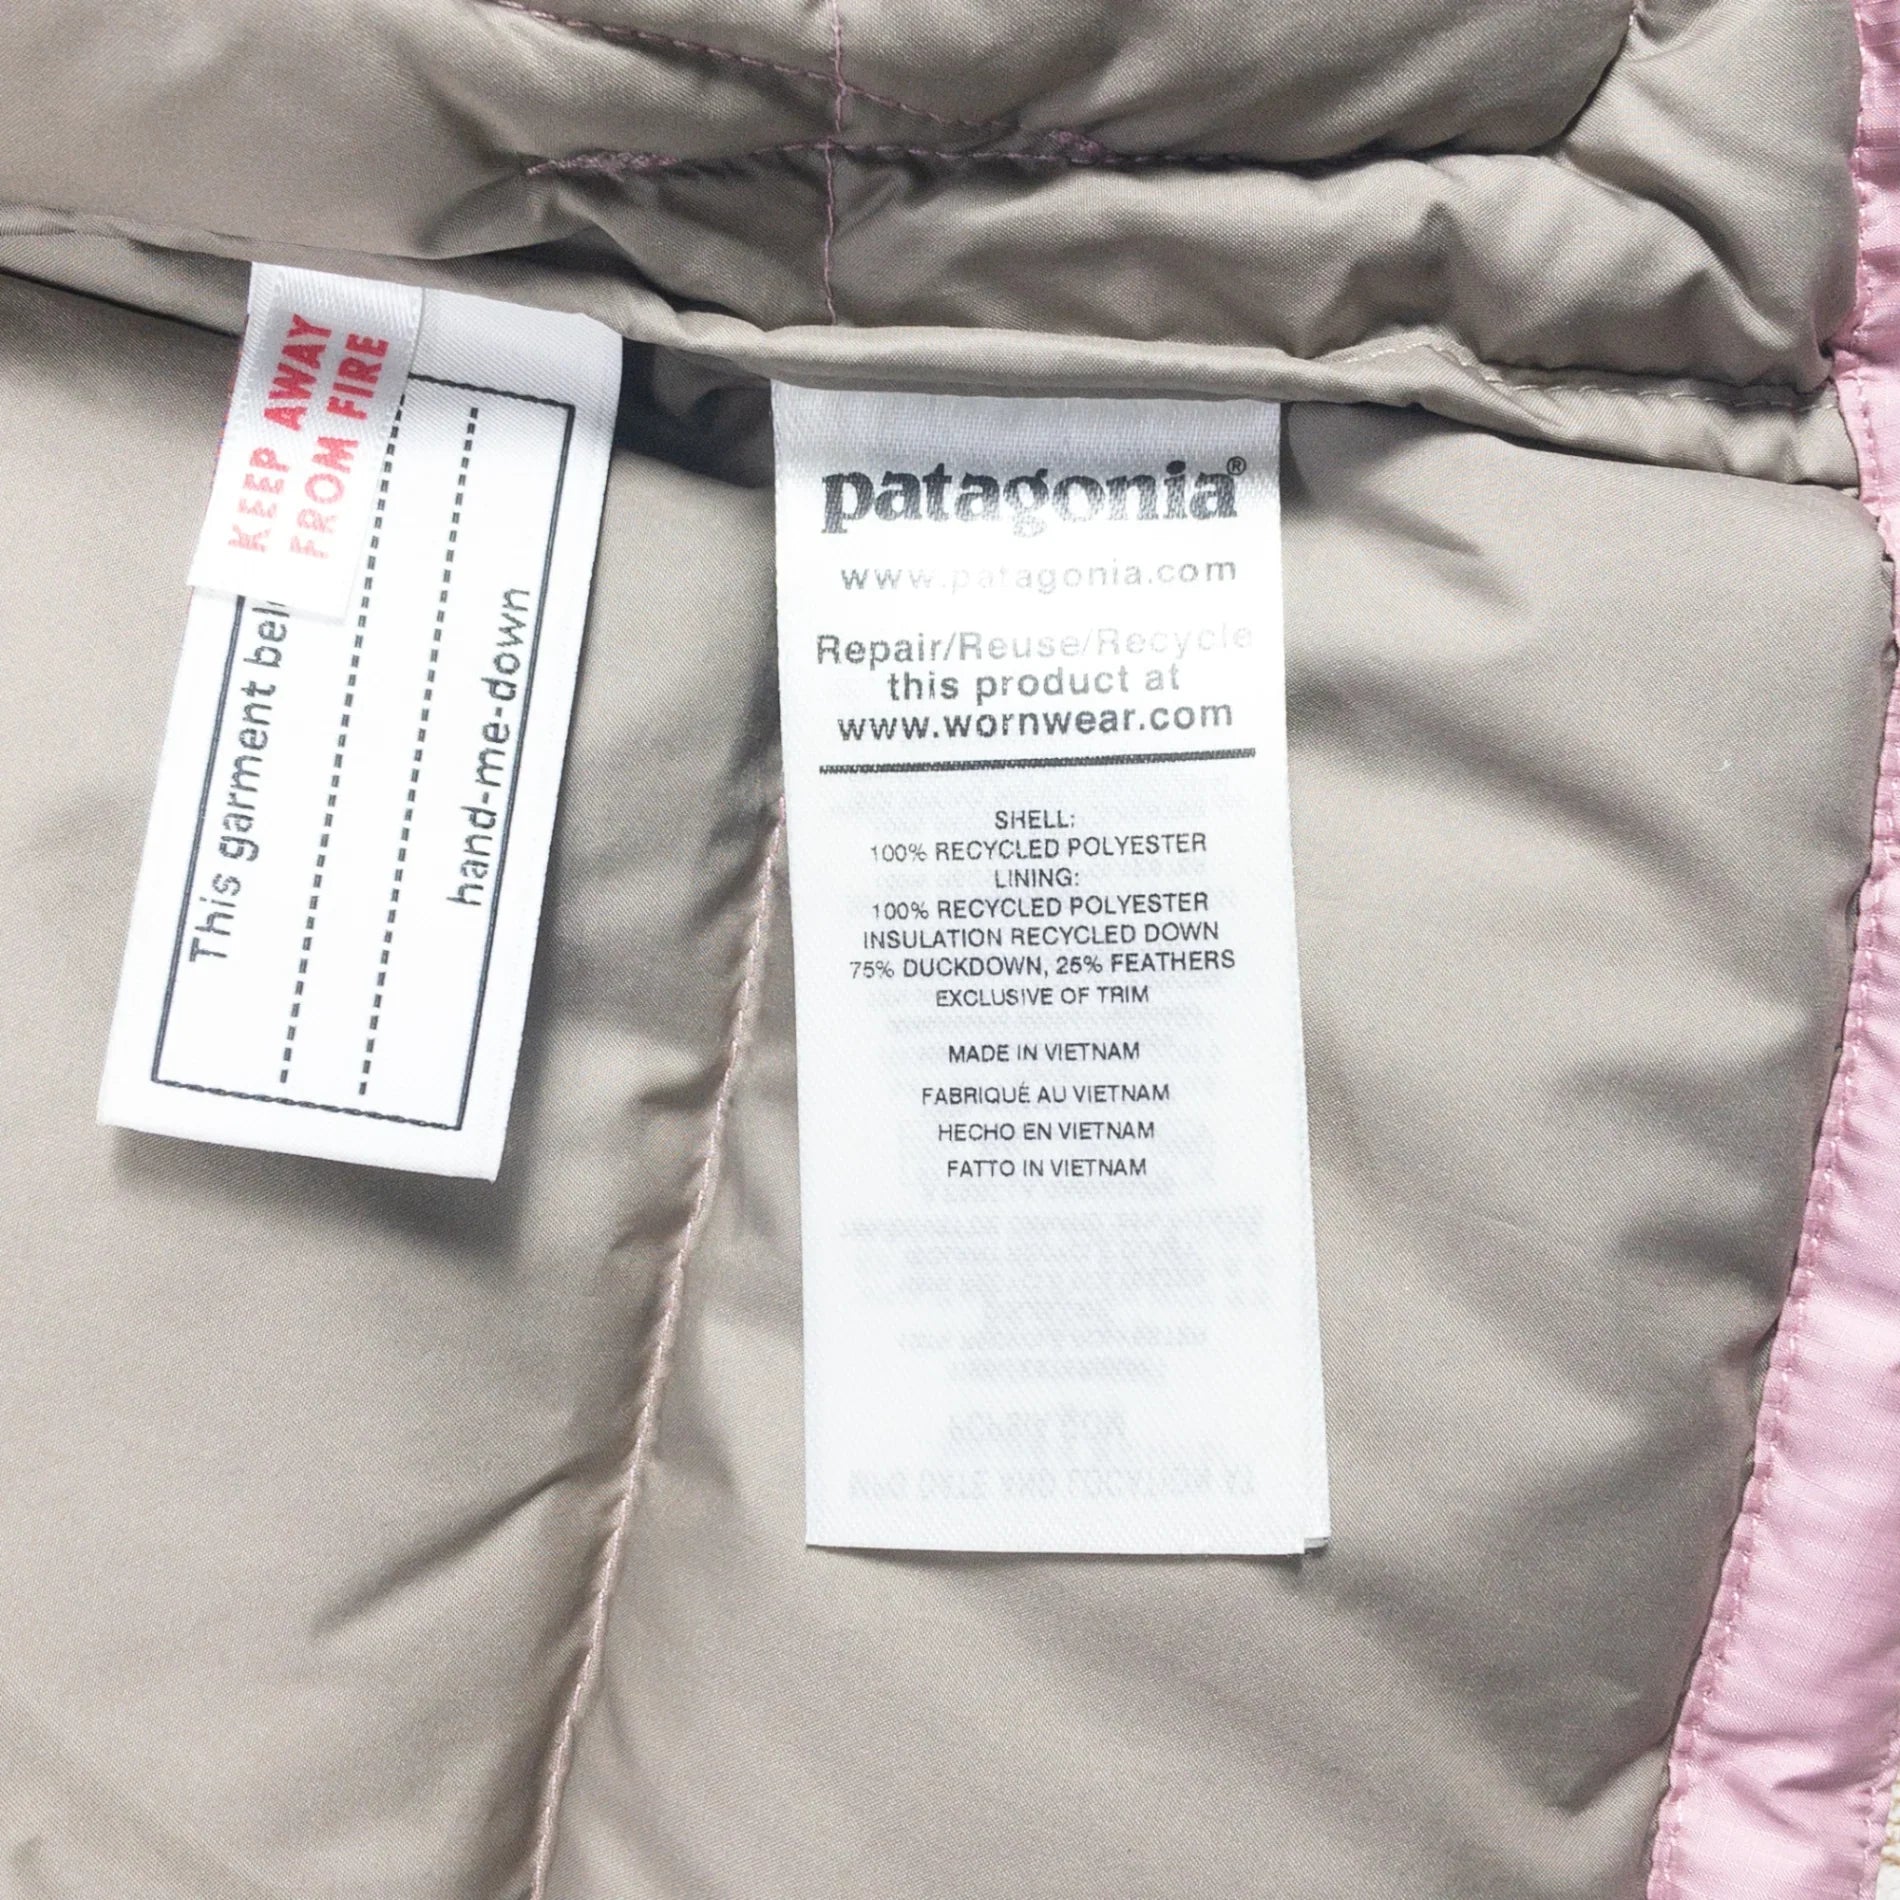 KEEP AWAY
FROM FIRE
This garment
hand-me-down
patagonia®
www.patagonia.com
Repair/Reuse/Recycle
this product at
www.wornwear.com
SHELL:
100% RECYCLED POLYESTER
LINING:
100% RECYCLED POLYESTER
INSULATION RECYCLED DOWN
75% DUCKDOWN, 25% FEATHERS
EXCLUSIVE OF TRIM
MADE IN VIETNAM
FABRIQUÉ AU VIETNAM
HECHO EN VIETNAM
FATTO IN VIETNAM